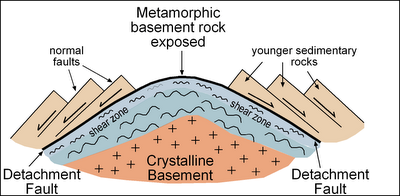 Metamorphic
basement rock
exposed
normal
faults
younger sedimentary
rocks
shear zone
shear zone
Detachment
Fault
Crystalline
Basement
Detachment
Fault